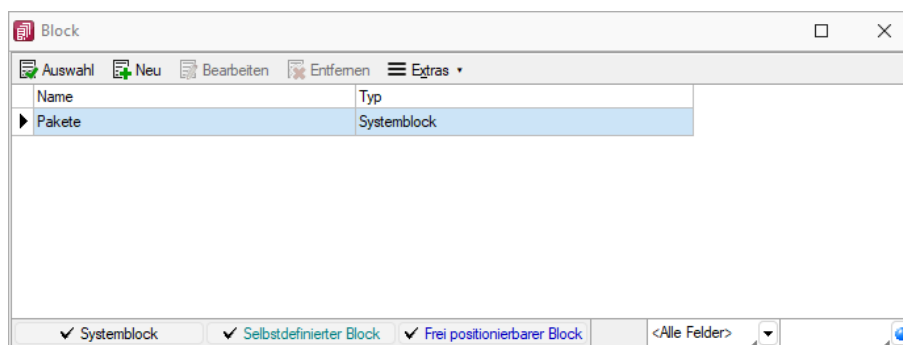 Block
Auswahl Neu Bearbeiten Entfernen Extras
Name Typ
Pakete Systemblock
Systemblock Selbstdefinierter Block Frei positionierbarer Block <Alle Felder>